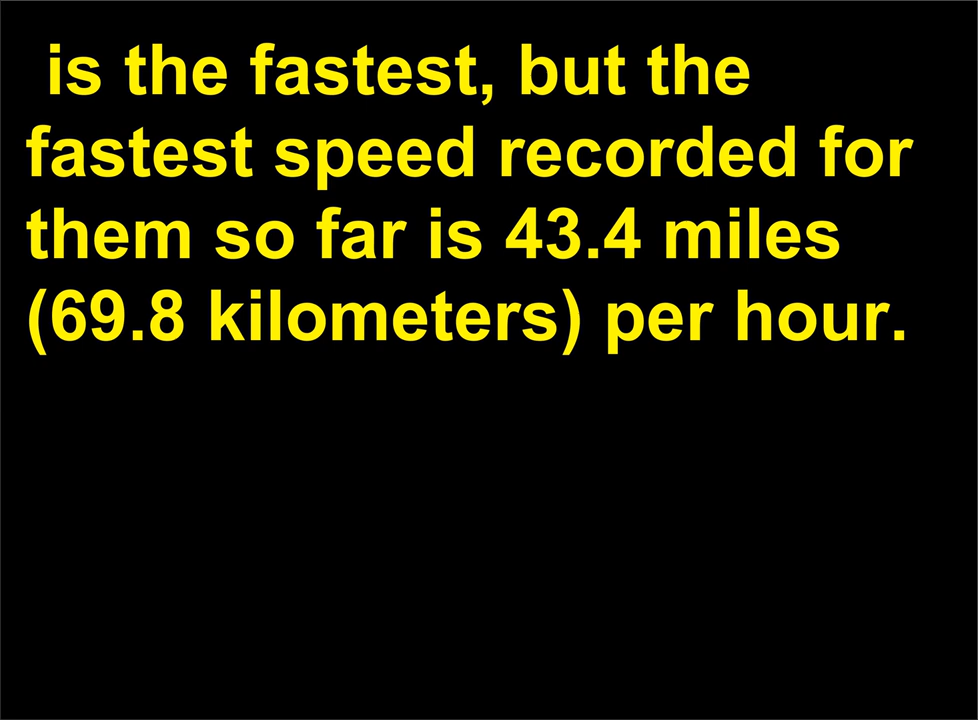 is the fastest, but the
fastest speed recorded for
them so far is 43.4 miles
(69.8 kilometers) per hour.